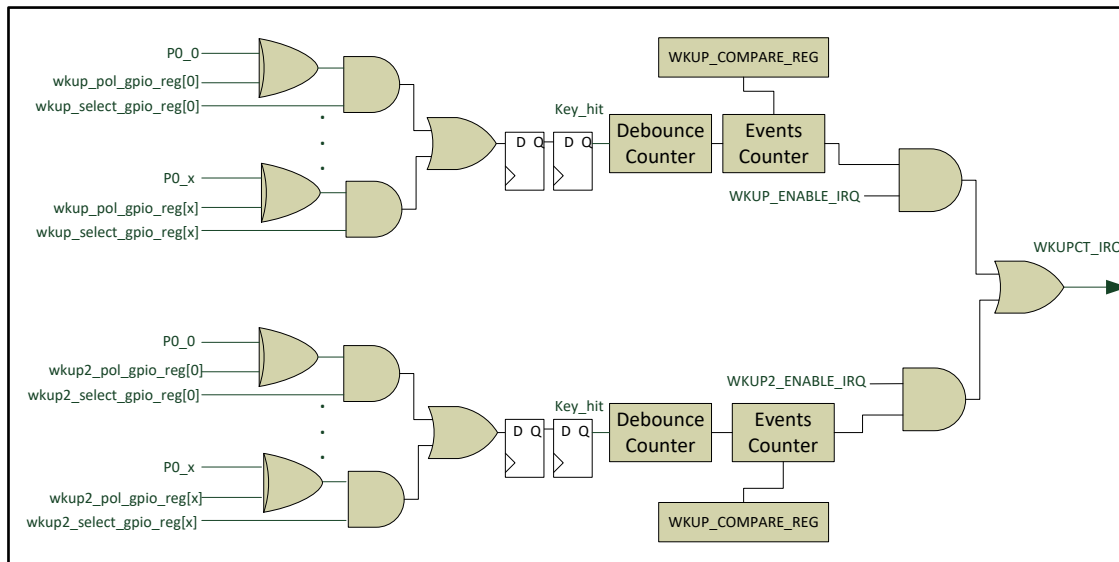 P0_0
wkup_pol_gpio_reg[0]
wkup_select_gpio_reg[0]
P0_x
wkup_pol_gpio_reg[x]
wkup_select_gpio_reg[x]
D Q
D Q
Key_hit
Debounce
Counter
WKUP_COMPARE_REG
Events
Counter
WKUP_ENABLE_IRQ
WKUPCT_IRQ
P0_0
wkup2_pol_gpio_reg[0]
wkup2_select_gpio_reg[0]
P0_x
wkup2_pol_gpio_reg[x]
wkup2_select_gpio_reg[x]
D Q
D Q
Key_hit
Debounce
Counter
Events
Counter
WKUP_COMPARE_REG
WKUP2_ENABLE_IRQ